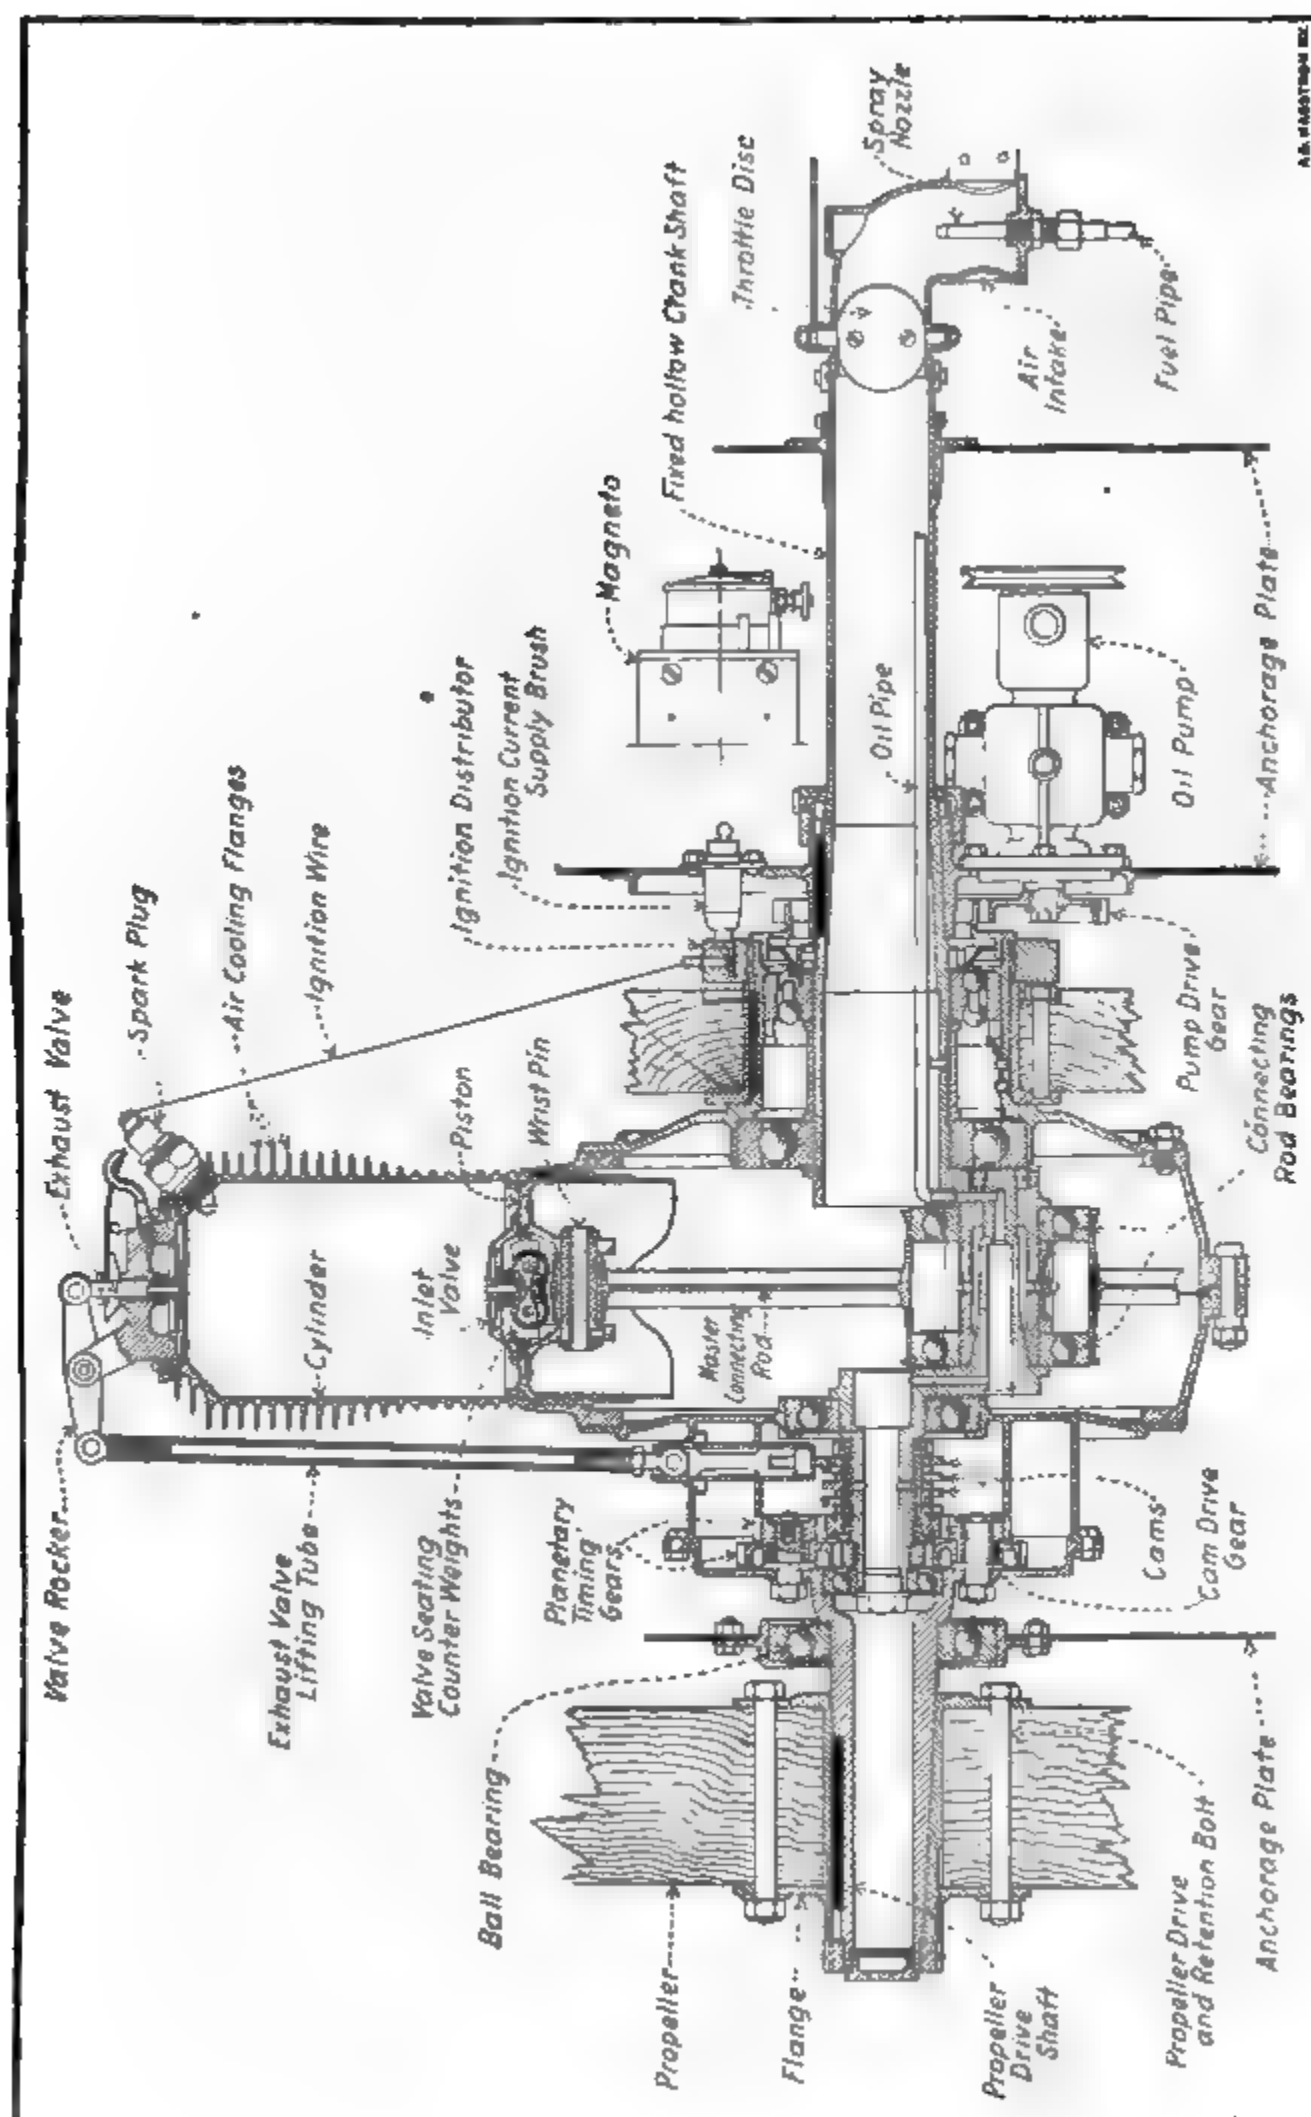 Valve Rocker
Exhaust Valve
Spark Plug
Air Cooling Flanges
Ignition Wire
Exhaust Valve
Lifting Tube
Cylinder
Inlet
Valve
Piston
Wrist Pin
Ignition Distributor
Ignition Current
Supply Brush
Magneto
Fixed hollow Crank Shaft
Throttle Disc
Spray
Nozzle
Valve Seating
Counter Weights
Planetary
Timing
Gears
Master
Connecting
Rod
Oil Pipe
Air
Intake
Fuel Pipe
Ball Bearing
Propeller
Flange
Propeller
Drive
Shaft
Propeller Drive
and Retention Bolt
Anchorage Plate
Cams
Cam Drive
Gear
Connecting
Rod Bearings
Pump Drive
Gear
Oil Pump
Anchorage Plate